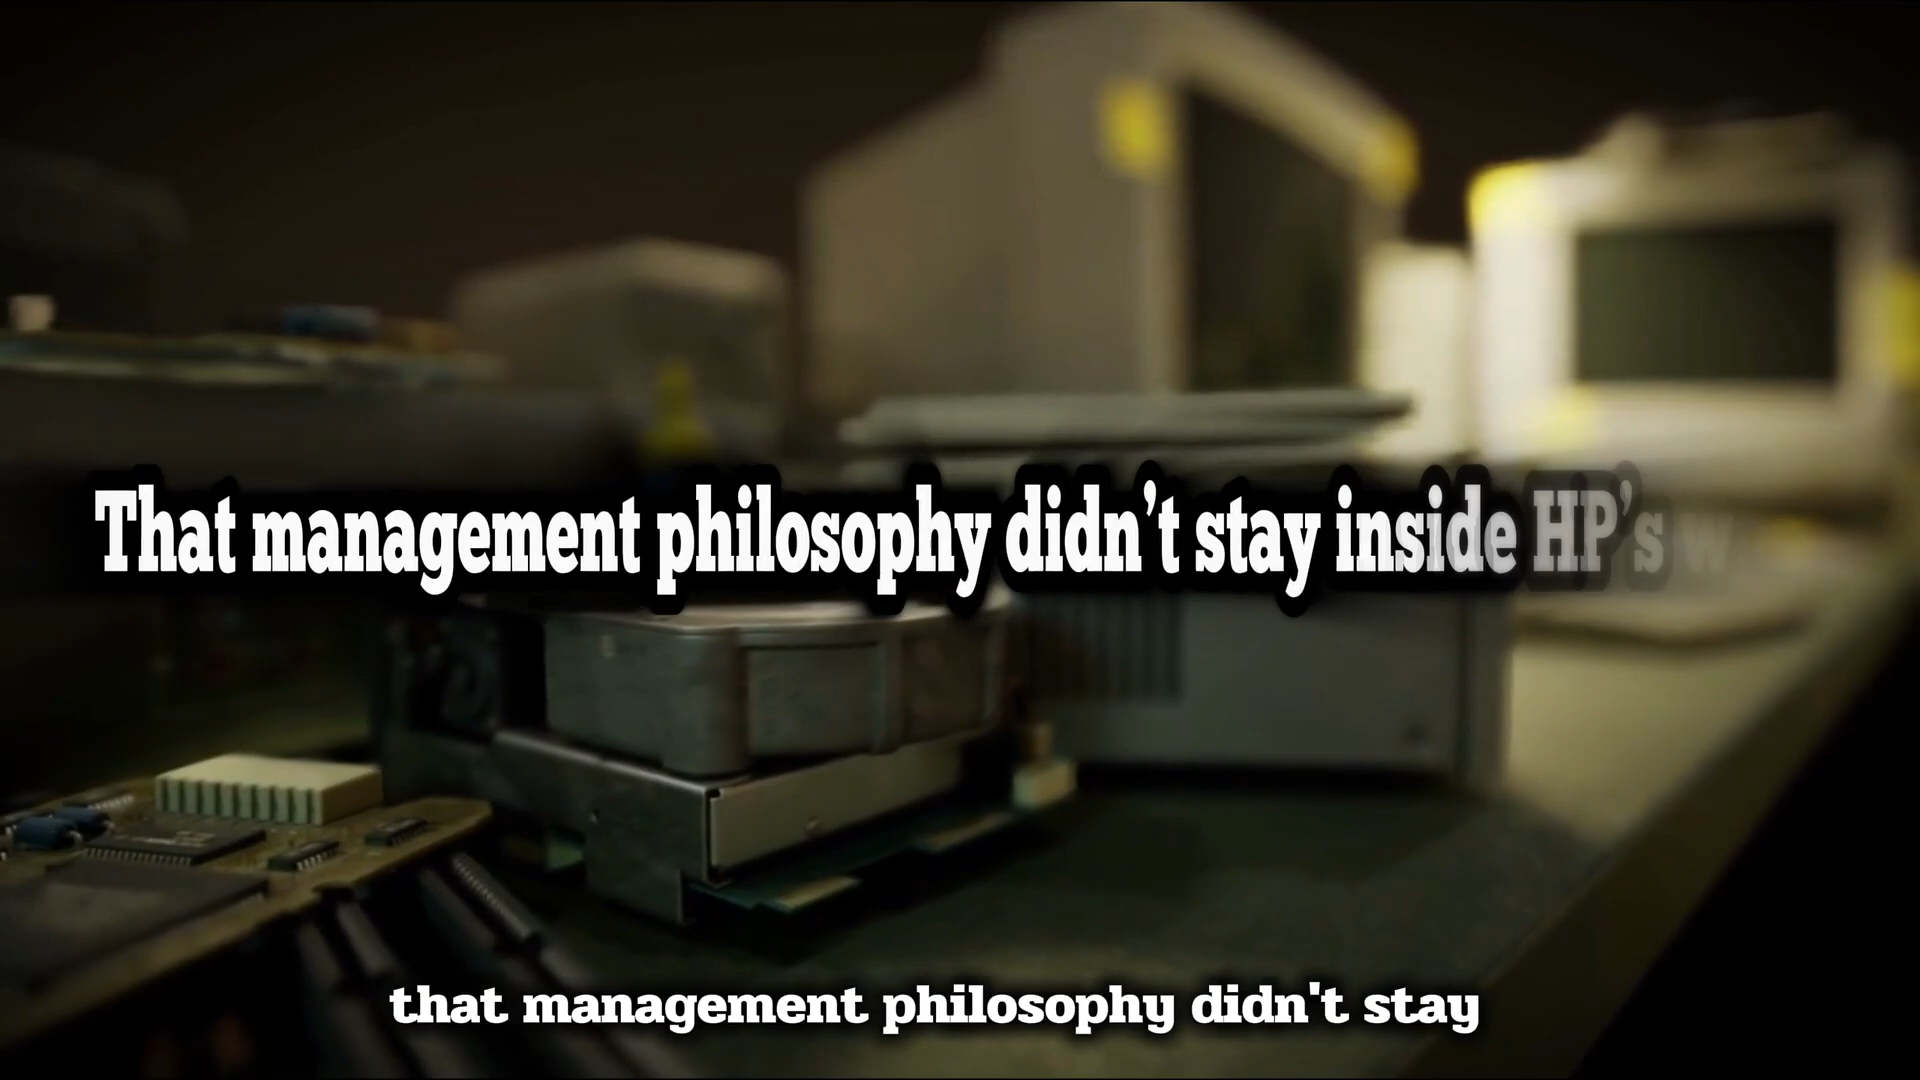 That management philosophy didn’t stay inside HP’s w
that management philosophy didn't stay